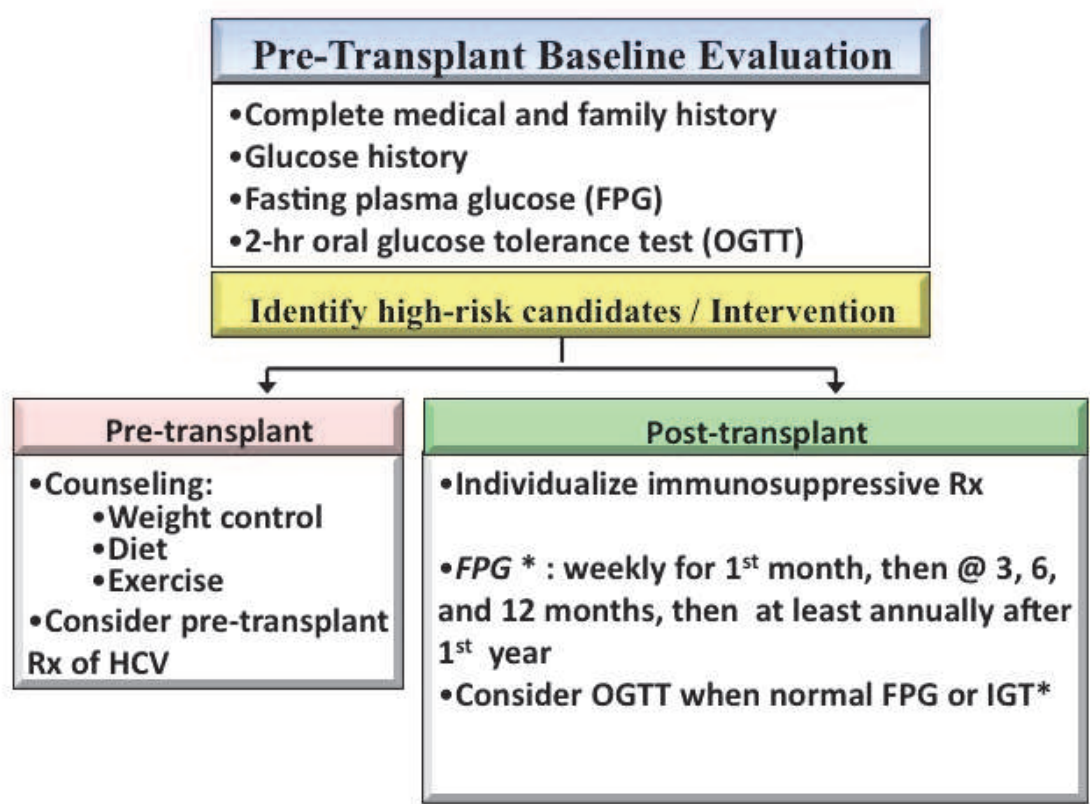 Pre-Transplant Baseline Evaluation
•Complete medical and family history
•Glucose history
•Fasting plasma glucose (FPG)
•2-hr oral glucose tolerance test (OGTT)
Identify high-risk candidates / Intervention
Pre-transplant
•Counseling:
•Weight control
•Diet
•Exercise
•Consider pre-transplant
Rx of HCV
Post-transplant
•Individualize immunosuppressive Rx
•FPG * : weekly for 1st month, then @ 3, 6,
and 12 months, then at least annually after
1st year
•Consider OGTT when normal FPG or IGT*